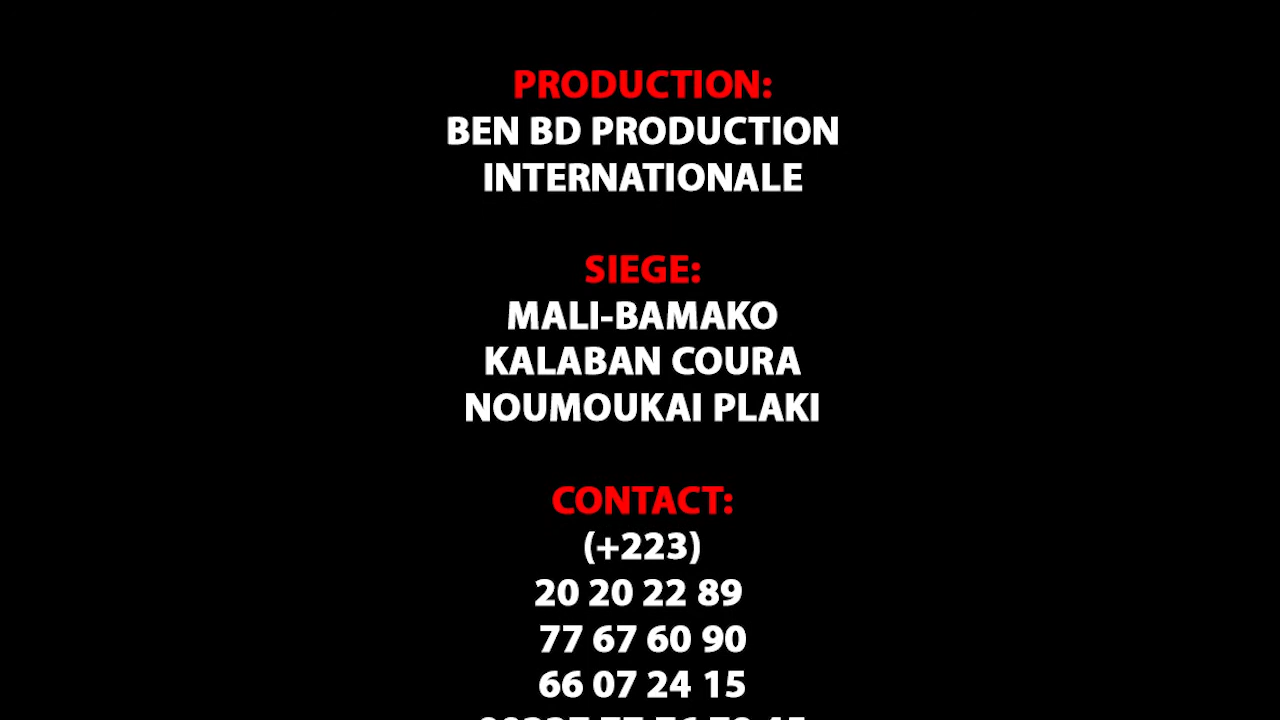 PRODUCTION:
BEN BD PRODUCTION
INTERNATIONALE
SIEGE:
MALI-BAMAKO
KALABAN COURA
NOUMOUKAI PLAKI
CONTACT:
(+223)
20 20 22 89
77 67 60 90
66 07 24 15